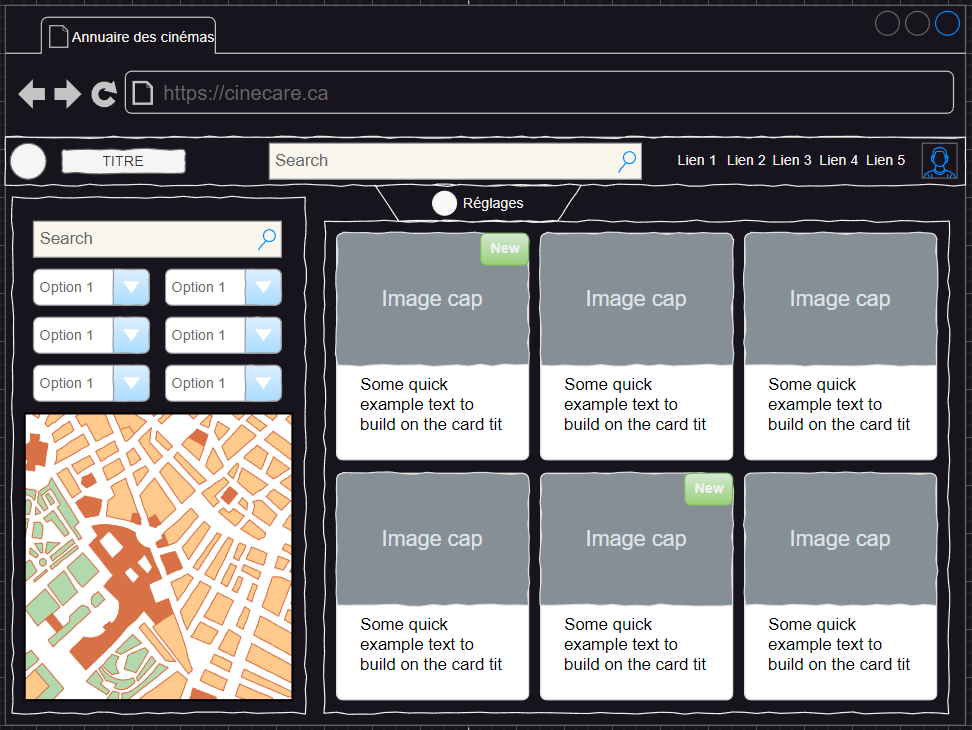 Annuaire des cinémas
https://cinecare.ca
TITRE
Search
Lien 1 Lien 2 Lien 3 Lien 4 Lien 5
Réglages
Search
Option 1 Option 1
Option 1 Option 1
Option 1 Option 1
New
Image cap
Some quick
example text to
build on the card tit
Image cap
Some quick
example text to
build on the card tit
Image cap
Some quick
example text to
build on the card tit
Image cap
Some quick
example text to
build on the card tit
New
Image cap
Some quick
example text to
build on the card tit
Image cap
Some quick
example text to
build on the card tit